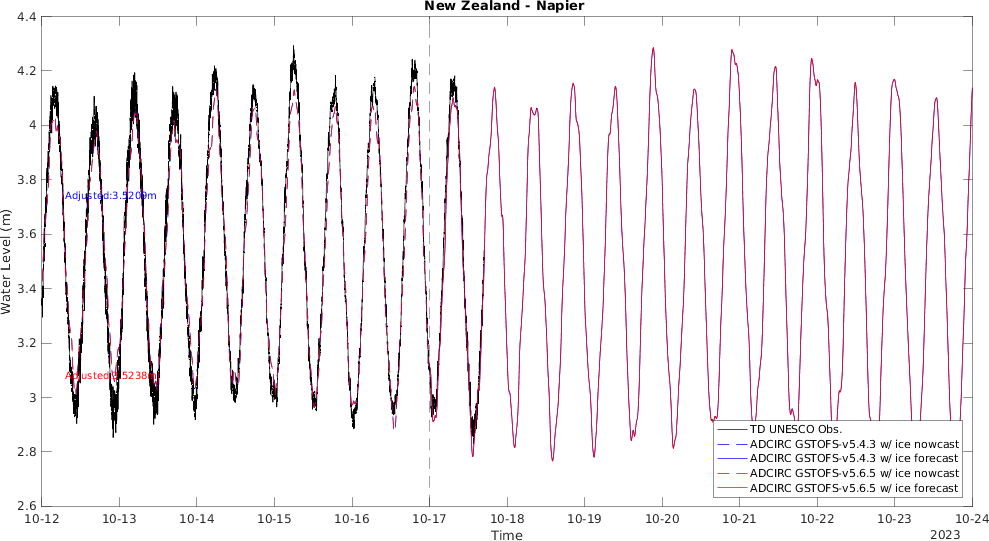 New Zealand - Napier
4.4
4.2
4
3.8
3.6
3.4
3.2
3
2.8
2.6
Water Level (m)
Adjusted:3.5209m
Adjusted:3.5238m
TD UNESCO Obs.
ADCIRC GSTOFS-v5.4.3 w/ ice nowcast
ADCIRC GSTOFS-v5.4.3 w/ ice forecast
ADCIRC GSTOFS-v5.6.5 w/ ice nowcast
ADCIRC GSTOFS-v5.6.5 w/ ice forecast
10-12 10-13 10-14 10-15 10-16 10-17 10-18 10-19 10-20 10-21 10-22 10-23 10-24
Time
2023